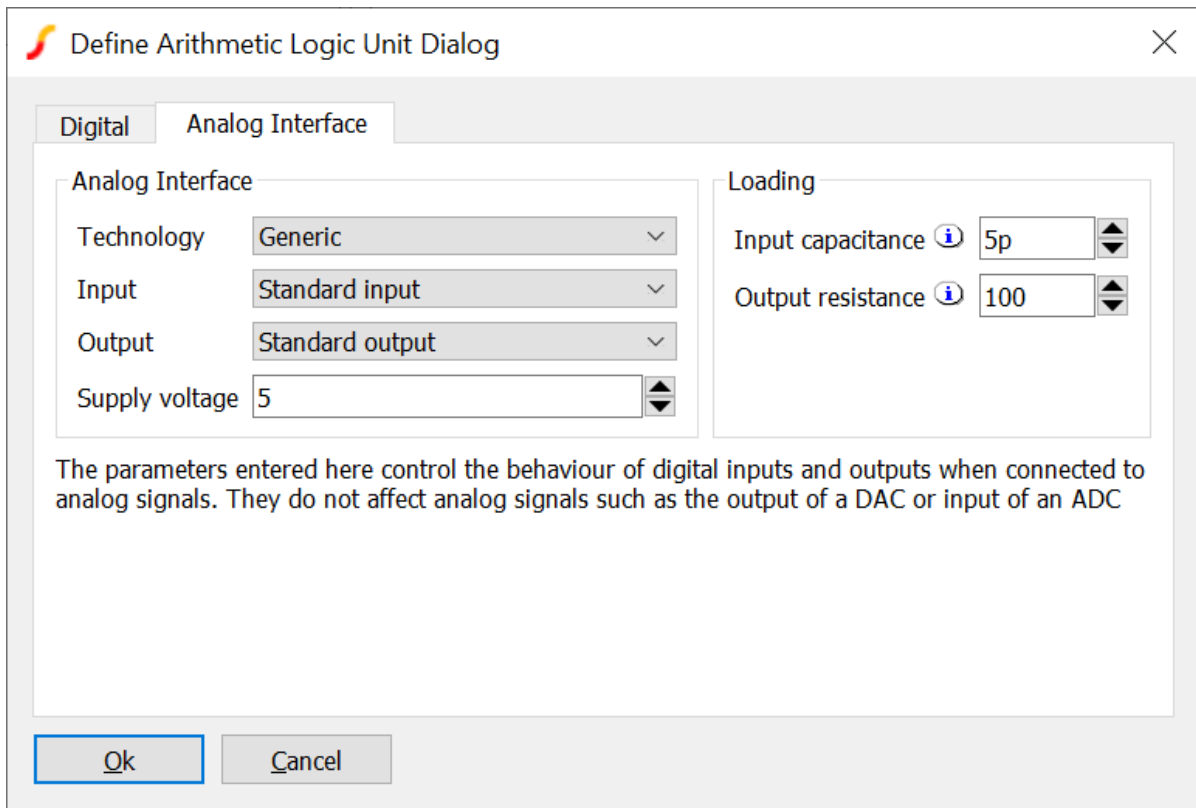 Define Arithmetic Logic Unit Dialog
Digital
Analog Interface
Analog Interface
Technology
Generic
Input
Standard input
Output
Standard output
Supply voltage
5
Loading
Input capacitance
5p
Output resistance
100
The parameters entered here control the behaviour of digital inputs and outputs when connected to
analog signals. They do not affect analog signals such as the output of a DAC or input of an ADC
Ok
Cancel